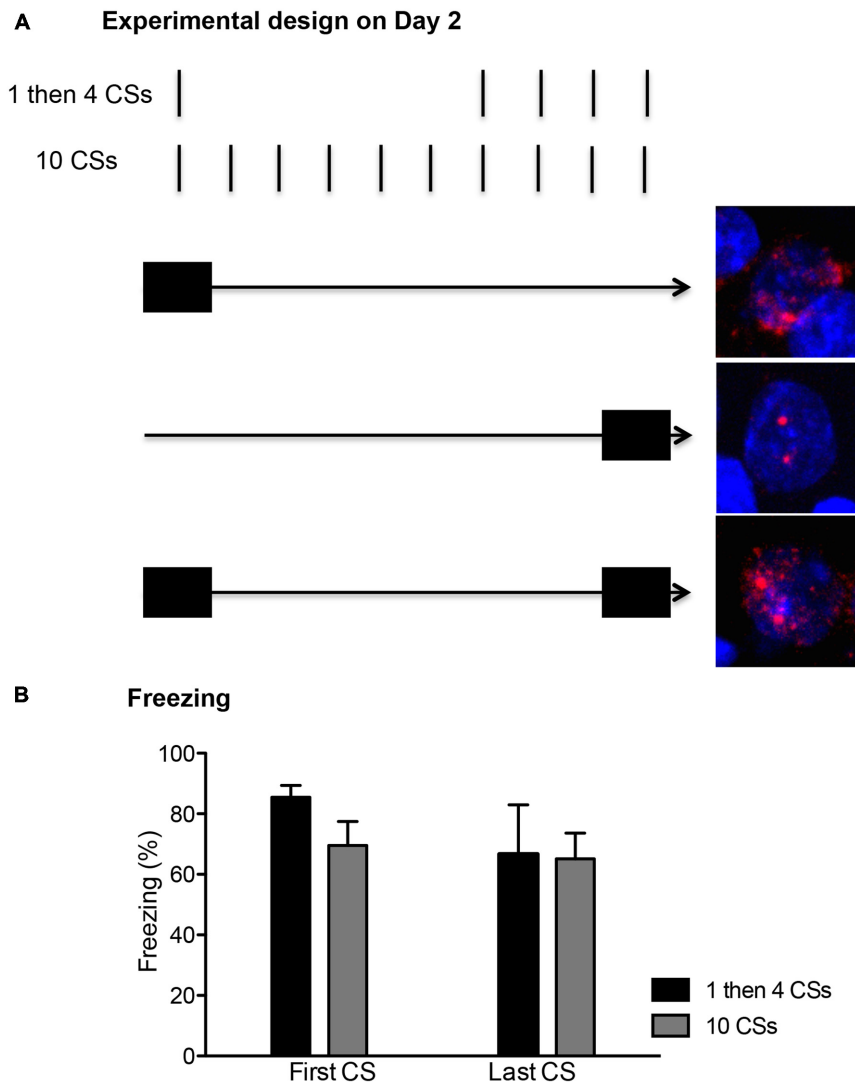 A Experimental design on Day 2
1 then 4 CSs
10 CSs
B Freezing
100
80
60
40
20
0
Freezing (%)
First CS Last CS
1 then 4 CSs
10 CSs